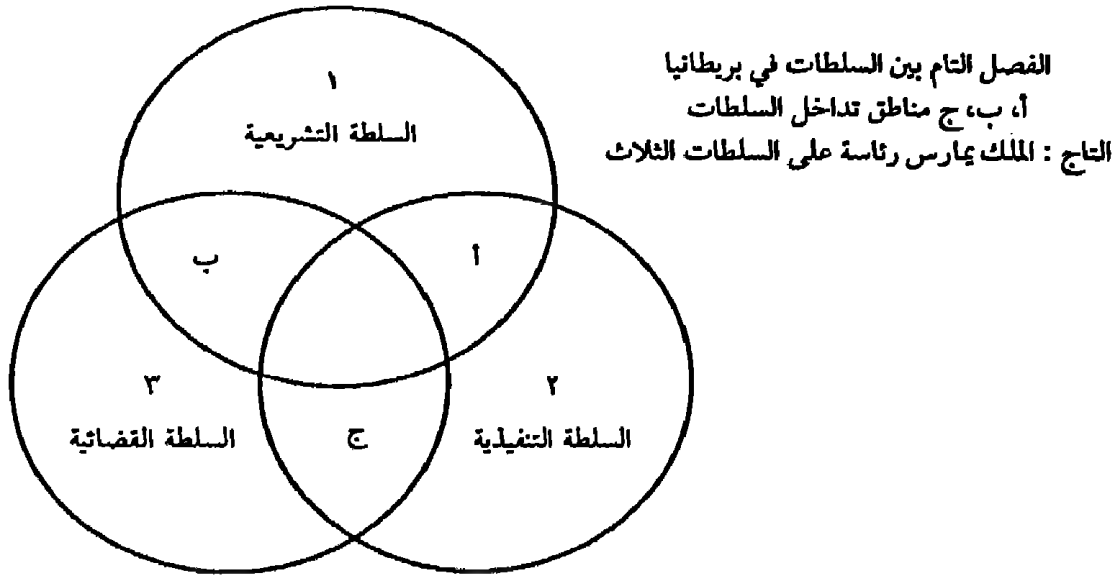 الفصل التام بين السلطات في بريطانيا
أ، ب، ج مناطق تداخل السلطات
التاج : الملك يمارس رئاسة على السلطات الثلاث
١
السلطة التشريعية
أ
ب
٢
السلطة التنفيذية
٣
السلطة القضائية
ج